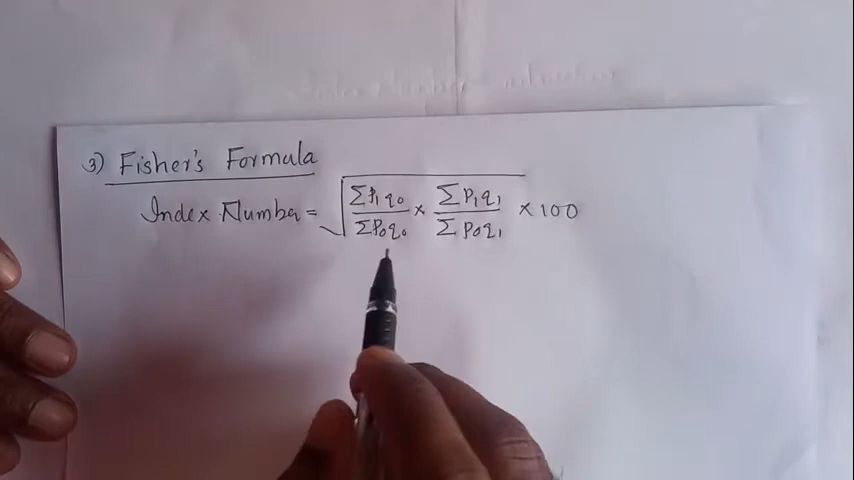 3) Fisher's Formula
Index Number = √(Σp₁q₀/Σp₀q₀ × Σp₁q₁/Σp₀q₁) × 100